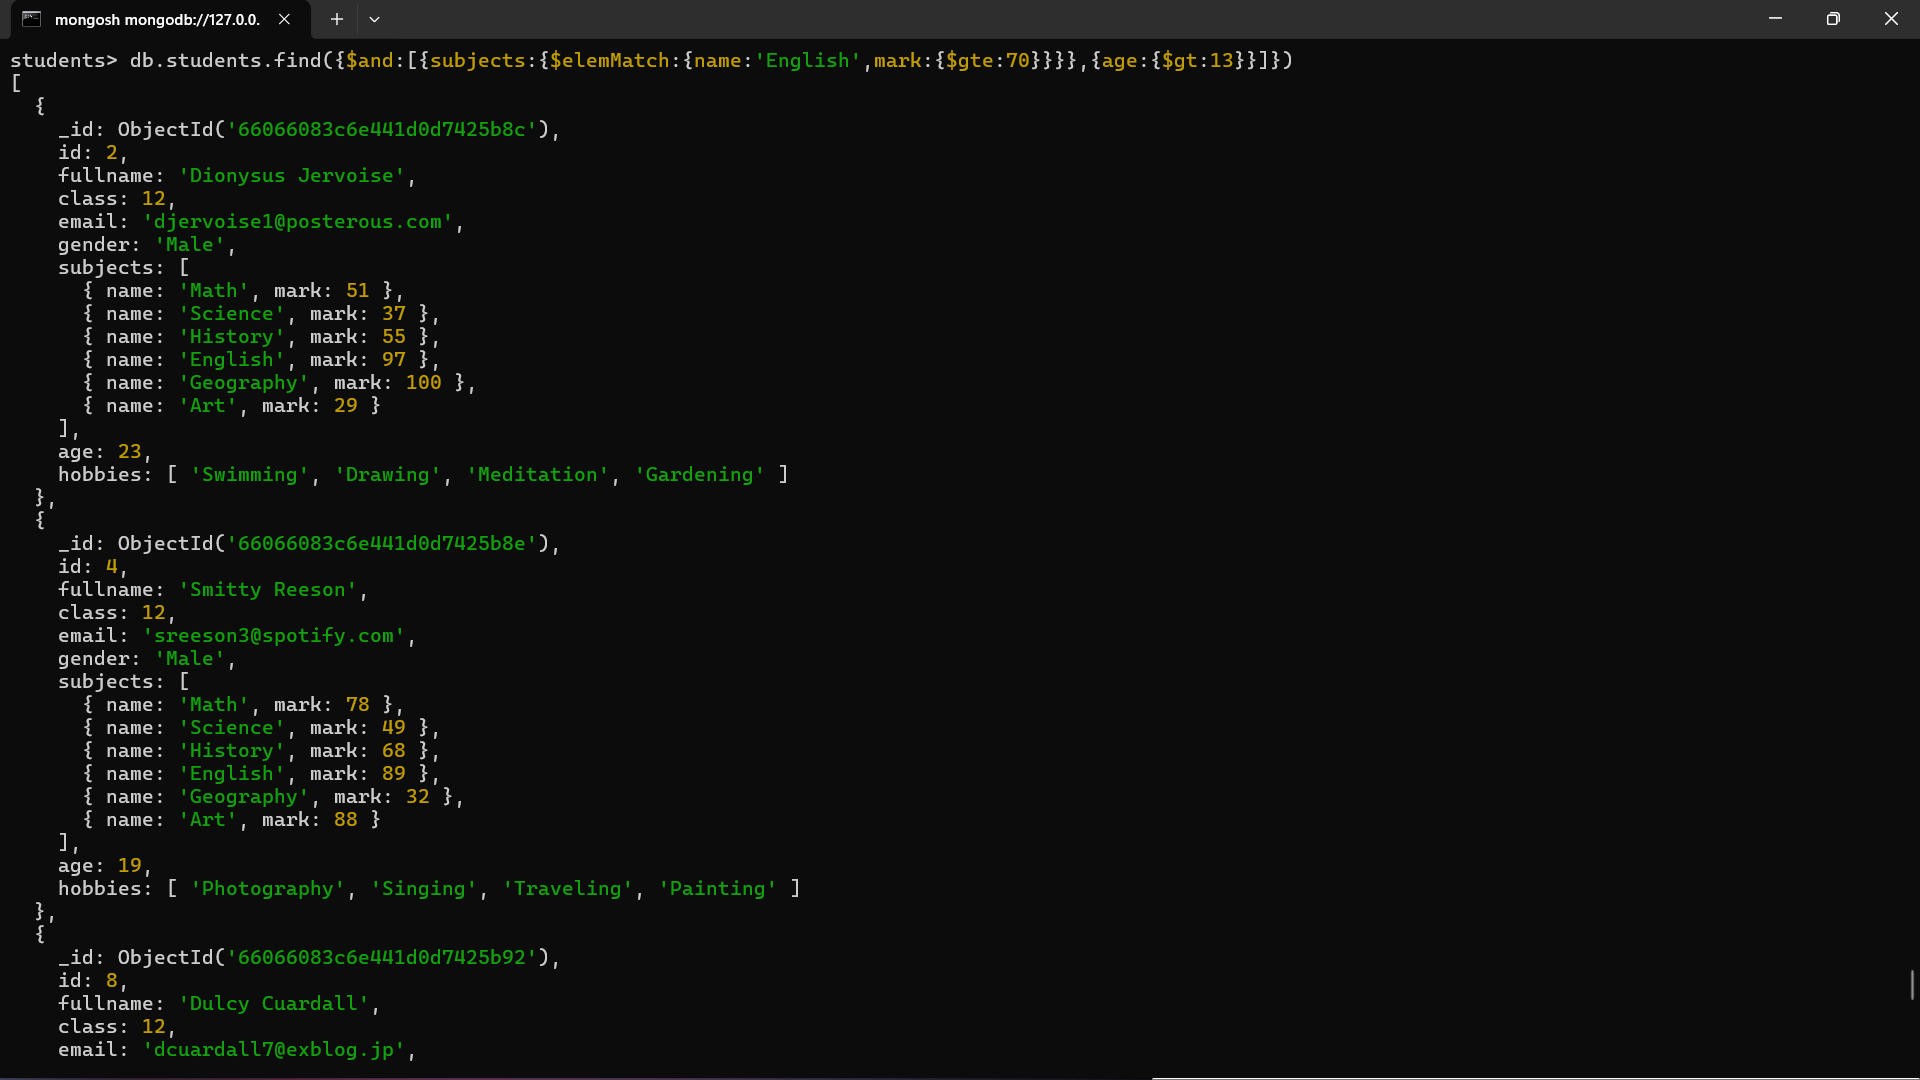 mongosh mongodb://127.0.0.
students> db.students.find({$and:[{subjects:{$elemMatch:{name:'English',mark:{$gte:70}}}},{age:{$gt:13}}]})
[
  {
    _id: ObjectId('66066083c6e441d0d7425b8c'),
    id: 2,
    fullname: 'Dionysus Jervoise',
    class: 12,
    email: 'djervoise1@posterous.com',
    gender: 'Male',
    subjects: [
      { name: 'Math', mark: 51 },
      { name: 'Science', mark: 37 },
      { name: 'History', mark: 55 },
      { name: 'English', mark: 97 },
      { name: 'Geography', mark: 100 },
      { name: 'Art', mark: 29 }
    ],
    age: 23,
    hobbies: [ 'Swimming', 'Drawing', 'Meditation', 'Gardening' ]
  },
  {
    _id: ObjectId('66066083c6e441d0d7425b8e'),
    id: 4,
    fullname: 'Smitty Reeson',
    class: 12,
    email: 'sreeson3@spotify.com',
    gender: 'Male',
    subjects: [
      { name: 'Math', mark: 78 },
      { name: 'Science', mark: 49 },
      { name: 'History', mark: 68 },
      { name: 'English', mark: 89 },
      { name: 'Geography', mark: 32 },
      { name: 'Art', mark: 88 }
    ],
    age: 19,
    hobbies: [ 'Photography', 'Singing', 'Traveling', 'Painting' ]
  },
  {
    _id: ObjectId('66066083c6e441d0d7425b92'),
    id: 8,
    fullname: 'Dulcy Cuardall',
    class: 12,
    email: 'dcuardall7@exblog.jp',